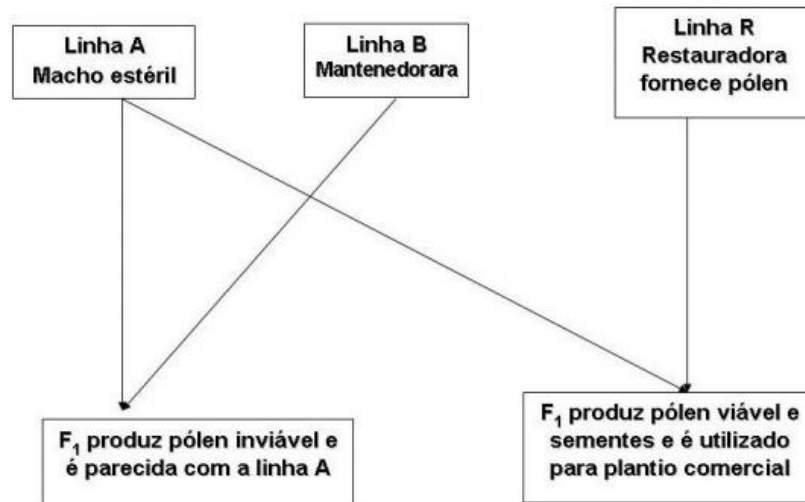 Linha A
Macho estéril
Linha B
Mantenedorara
Linha R
Restauradora
fornece pólen
F₁ produz pólen inviável e
é parecida com a linha A
F₁ produz pólen viável e
sementes e é utilizado
para plantio comercial